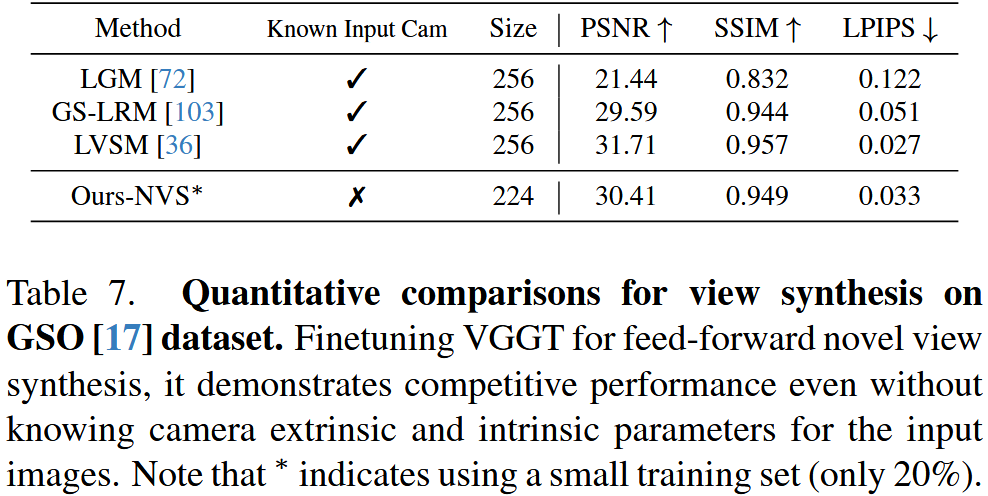 Method Known Input Cam Size PSNR ↑ SSIM ↑ LPIPS ↓
LGM [72] ✓ 256 21.44 0.832 0.122
GS-LRM [103] ✓ 256 29.59 0.944 0.051
LVSM [36] ✓ 256 31.71 0.957 0.027
Ours-NVS* ✗ 224 30.41 0.949 0.033
Table 7. Quantitative comparisons for view synthesis on
GSO [17] dataset. Finetuning VGGT for feed-forward novel view
synthesis, it demonstrates competitive performance even without
knowing camera extrinsic and intrinsic parameters for the input
images. Note that * indicates using a small training set (only 20%).